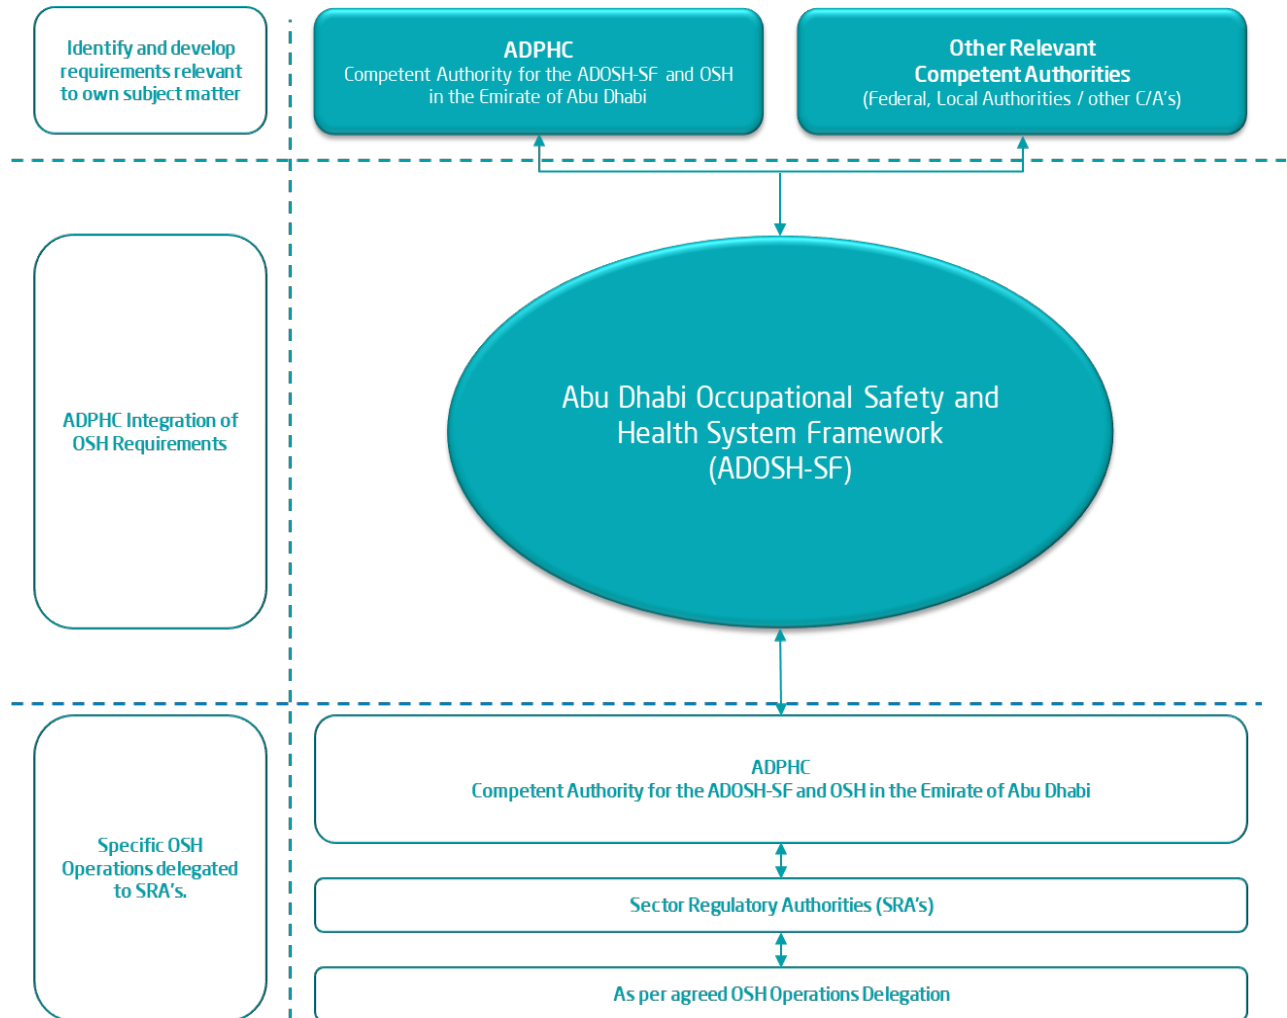 Identify and develop
requirements relevant
to own subject matter
ADPHC
Competent Authority for the ADOSH-SF and OSH
in the Emirate of Abu Dhabi
Other Relevant
Competent Authorities
(Federal, Local Authorities / other C/A's)
ADPHC Integration of
OSH Requirements
Abu Dhabi Occupational Safety and
Health System Framework
(ADOSH-SF)
Specific OSH
Operations delegated
to SRA's.
ADPHC
Competent Authority for the ADOSH-SF and OSH in the Emirate of Abu Dhabi
Sector Regulatory Authorities (SRA's)
As per agreed OSH Operations Delegation